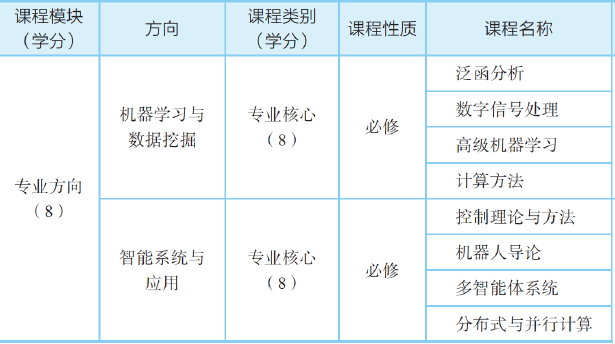 课程模块
（学分）
方向
课程类别
（学分）
课程性质
课程名称
专业方向
（8）
机器学习与
数据挖掘
专业核心
（8）
必修
泛函分析
数字信号处理
高级机器学习
计算方法
智能系统与
应用
专业核心
（8）
必修
控制理论与方法
机器人导论
多智能体系统
分布式与并行计算